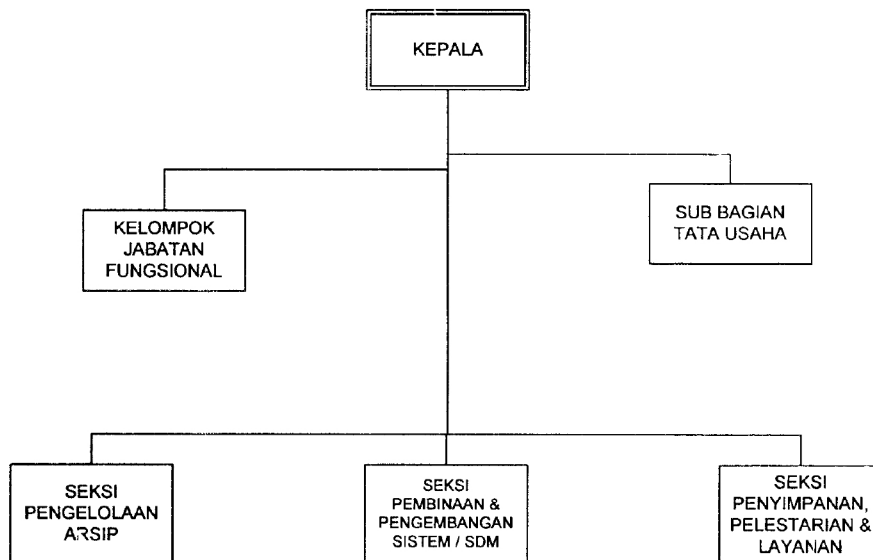 KEPALA
KELOMPOK
JABATAN
FUNGSIONAL
SUB BAGIAN
TATA USAHA
SEKSI
PENGELOLAAN
ARSIP
SEKSI
PEMBINAAN &
PENGEMBANGAN
SISTEM / SDM
SEKSI
PENYIMPANAN,
PELESTARIAN &
LAYANAN